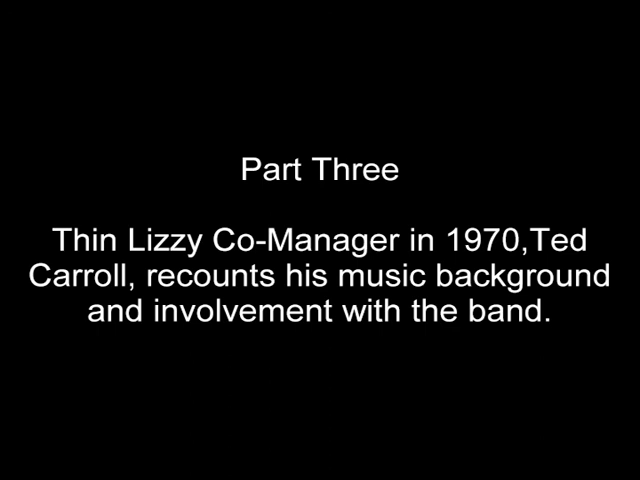 Part Three
Thin Lizzy Co-Manager in 1970,Ted
Carroll, recounts his music background
and involvement with the band.